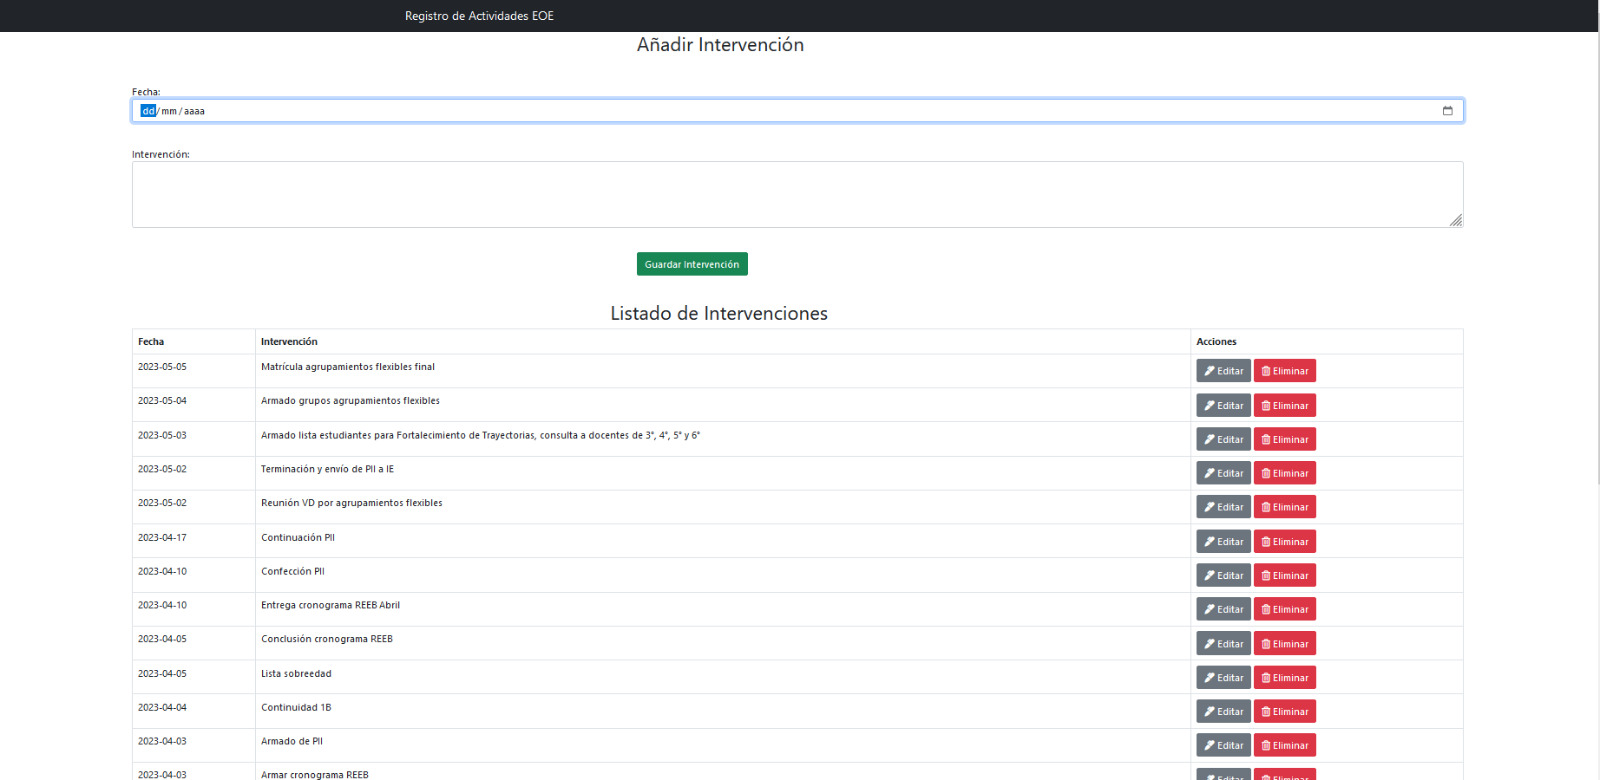 Registro de Actividades EOE
Añadir Intervención
Fecha:
dd/mm/aaaa
Intervención:
Guardar Intervención
Listado de Intervenciones
Fecha Intervención Acciones
2023-05-05 Matrícula agrupamientos flexibles final Editar Eliminar
2023-05-04 Armado grupos agrupamientos flexibles Editar Eliminar
2023-05-03 Armado lista estudiantes para Fortalecimiento de Trayectorias, consulta a docentes de 3°, 4°, 5° y 6° Editar Eliminar
2023-05-02 Terminación y envío de PII a IE Editar Eliminar
2023-05-02 Reunión VD por agrupamientos flexibles Editar Eliminar
2023-04-17 Continuación PII Editar Eliminar
2023-04-10 Confección PII Editar Eliminar
2023-04-10 Entrega cronograma REEB Abril Editar Eliminar
2023-04-05 Conclusión cronograma REEB Editar Eliminar
2023-04-05 Lista sobreedad Editar Eliminar
2023-04-04 Continuidad 1B Editar Eliminar
2023-04-03 Armado de PII Editar Eliminar
2023-04-03 Armar cronograma REEB Editar Eliminar